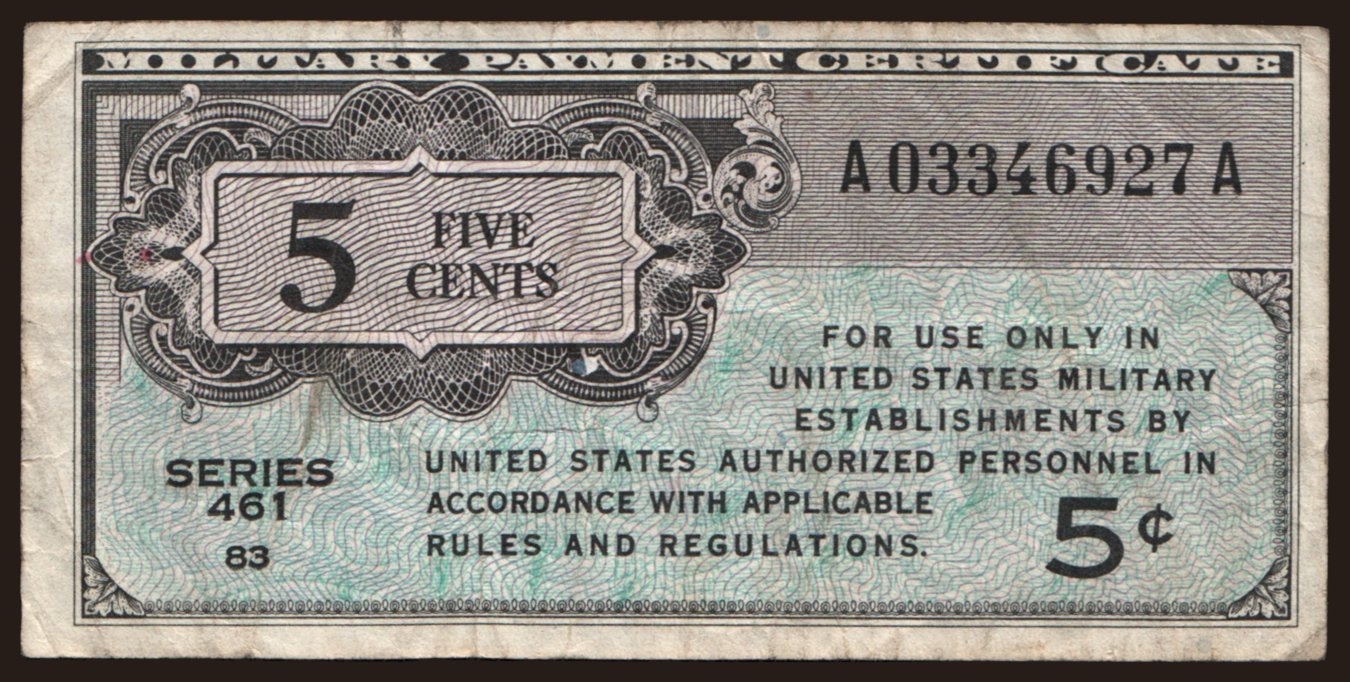 MILITARY PAYMENT CERTIFICATE
A03346927A
5 FIVE
CENTS
FOR USE ONLY IN
UNITED STATES MILITARY
ESTABLISHMENTS BY
UNITED STATES AUTHORIZED PERSONNEL IN
ACCORDANCE WITH APPLICABLE
RULES AND REGULATIONS.
SERIES
461
83
5¢